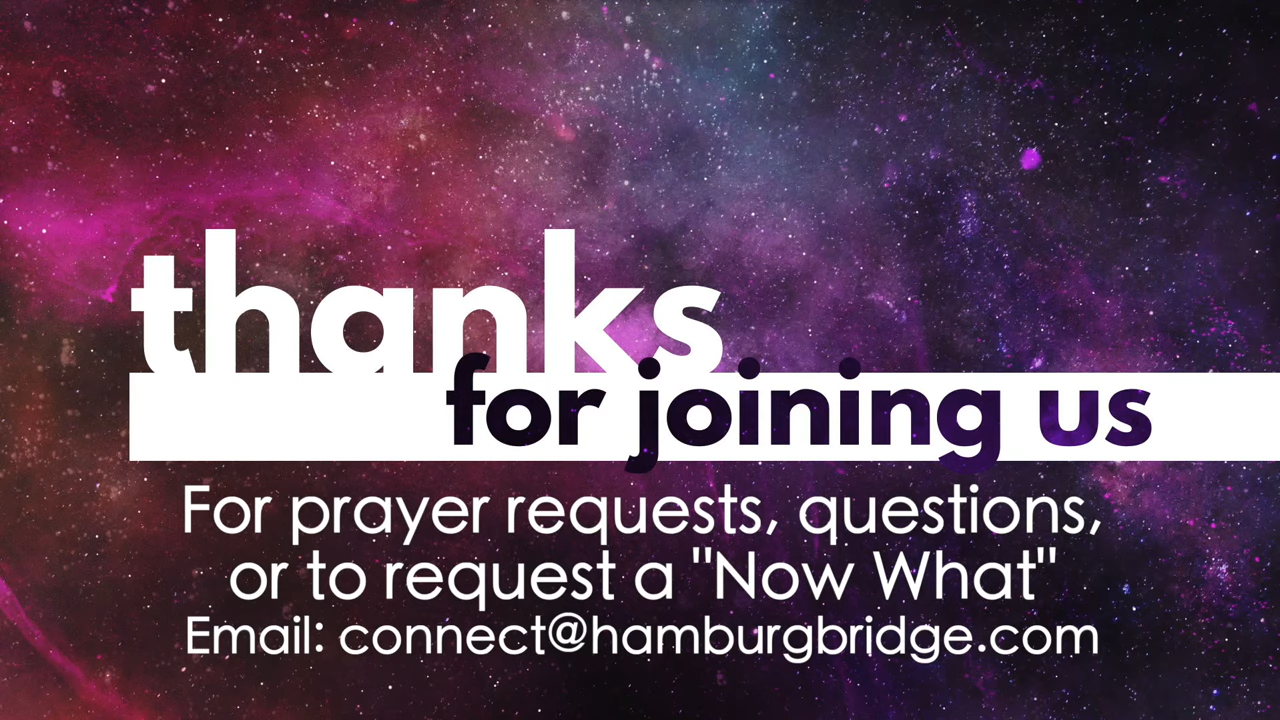 thanks
for joining us
For prayer requests, questions,
or to request a "Now What"
Email: connect@hamburgbridge.com